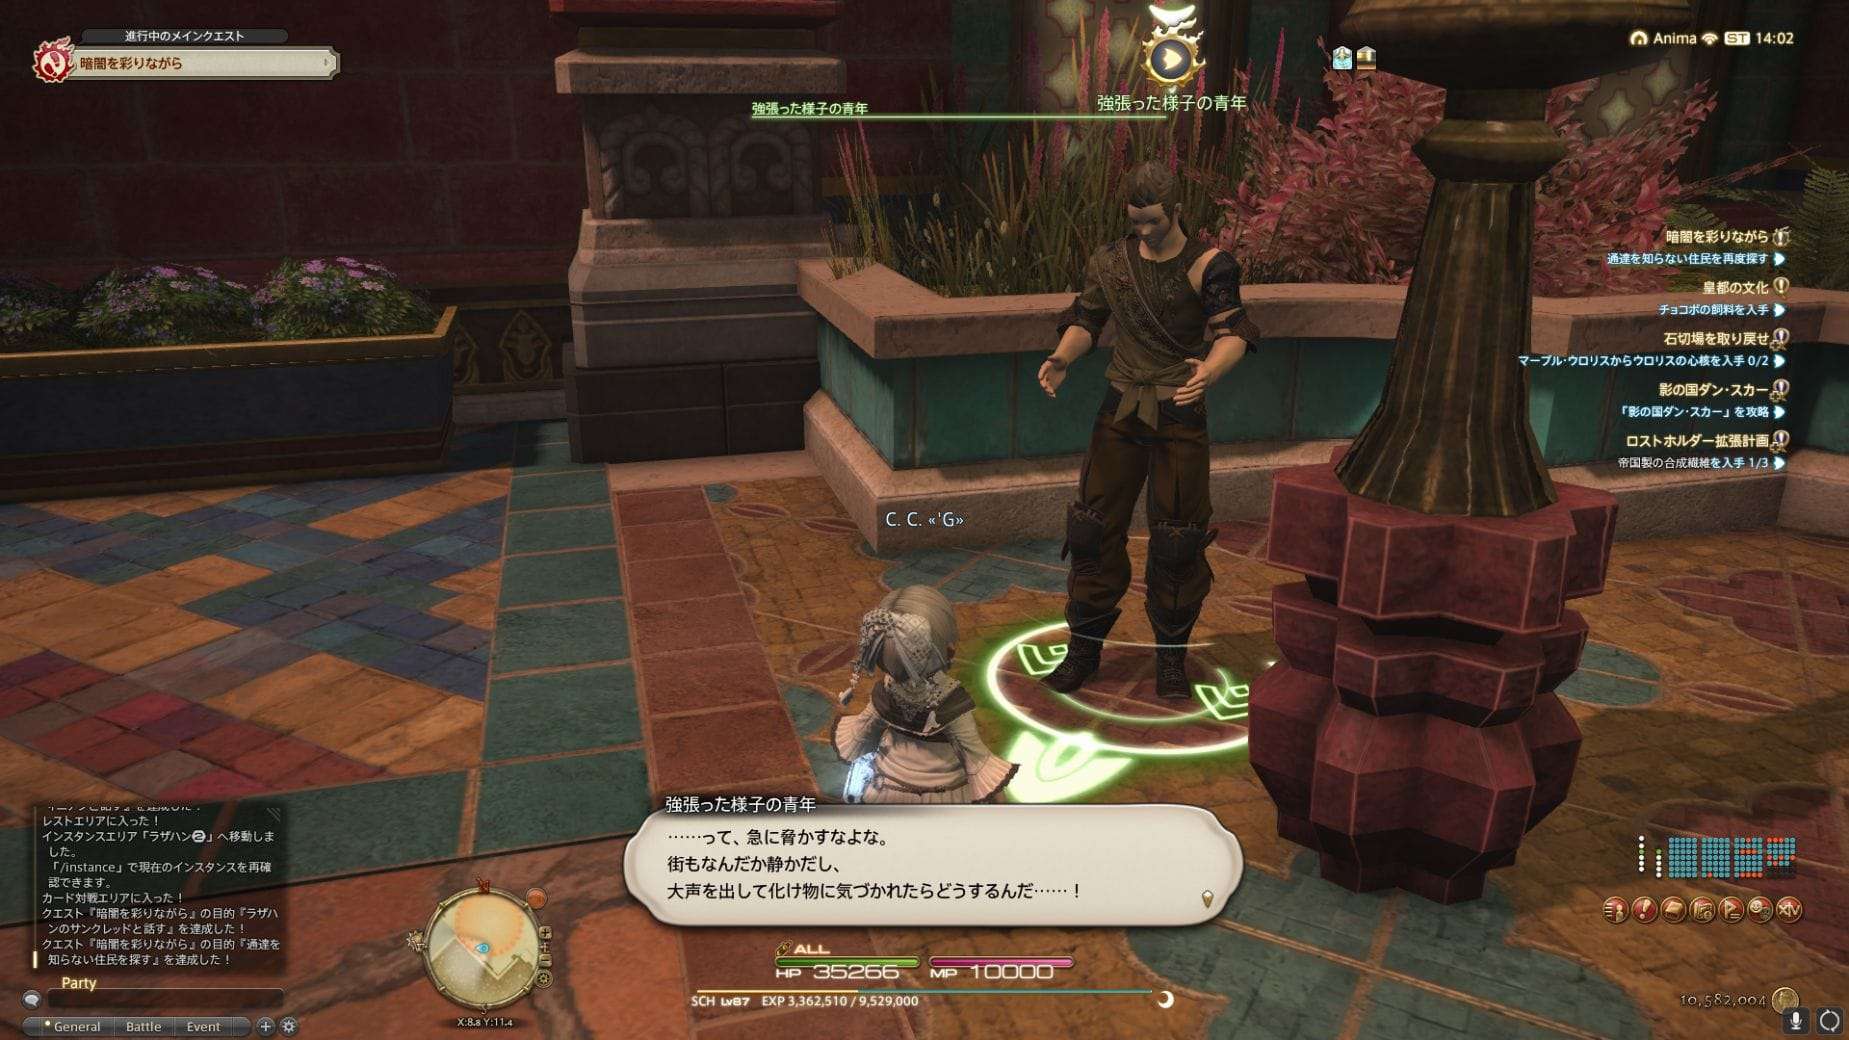 進行中のメインクエスト
暗闇を彩りながら
強張った様子の青年
強張った様子の青年
Anima ST 14:02
暗闇を彩りながら
通達を知らない住民を再度探す
皇都の文化
チョコボの飼料を入手
石切場を取り戻せ
マーブル・ウロリスからウロリスの心核を入手 0/2
影の国ダン・スカー
「影の国ダン・スカー」を攻略
ロストホルダー拡張計画
帝国製の合成繊維を入手 1/3
C. C. «'G»
強張った様子の青年
……って、急に脅かすなよな。
街もなんだか静かだし、
大声を出して化け物に気づかれたらどうするんだ……！
レストエリアに入った！
インスタンスエリア「ラザハン2」へ移動しま
した。
「/instance」で現在のインスタンスを再確
認できます。
カード対戦エリアに入った！
クエスト『暗闇を彩りながら』の目的『ラザハ
ンのサンクレッドと話す』を達成した！
クエスト『暗闇を彩りながら』の目的『通達を
知らない住民を探す』を達成した！
Party
General Battle Event
X:8.8 Y:11.4
ALL
HP 35266 MP 10000
SCH Lv87 EXP 3,362,510 / 9,529,000
10,582,004
XIV